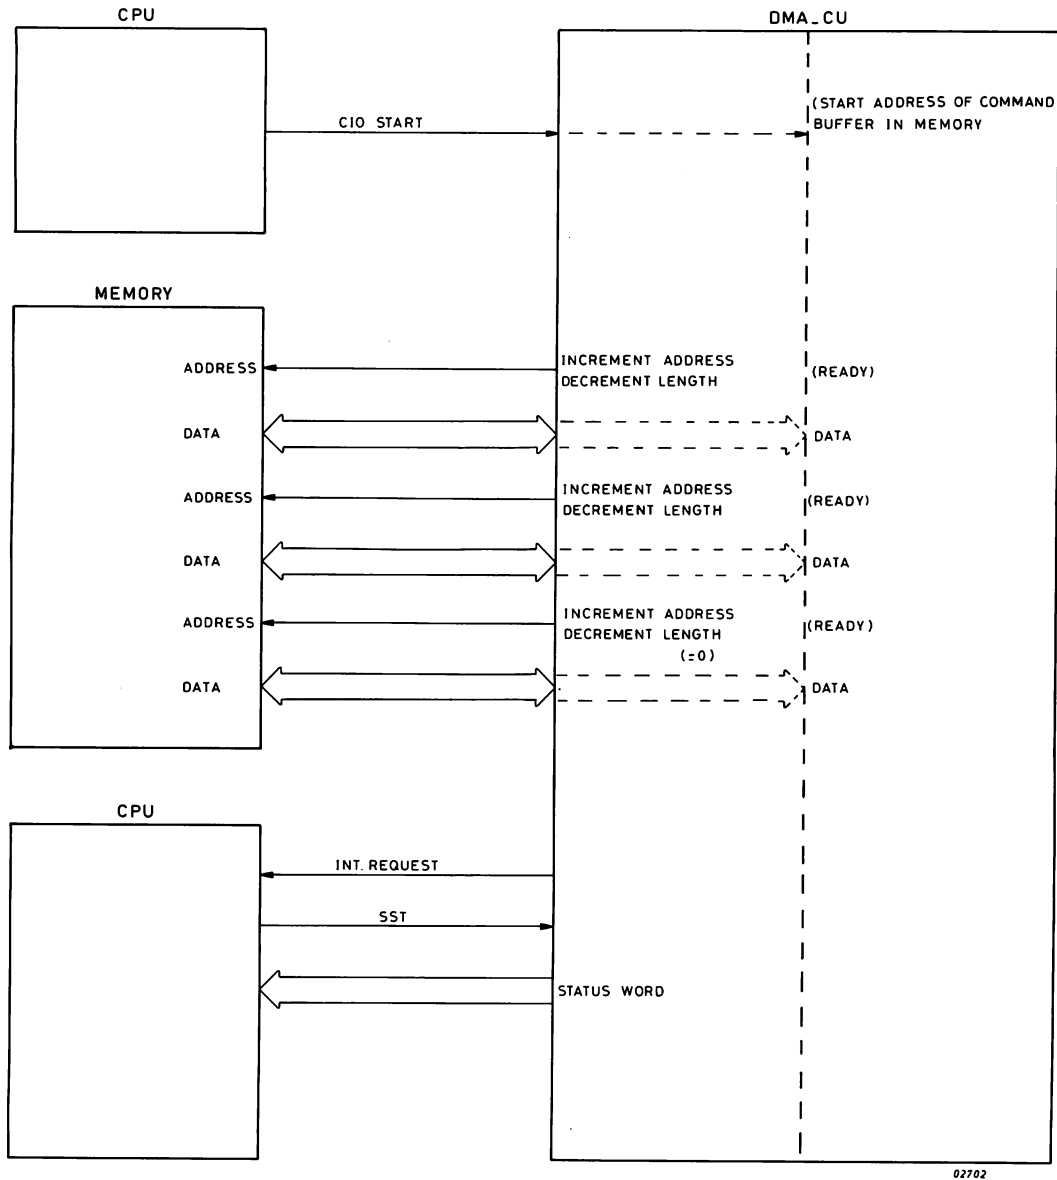 CPU
DMA_CU
CIO START
(START ADDRESS OF COMMAND
BUFFER IN MEMORY
MEMORY
ADDRESS
INCREMENT ADDRESS
DECREMENT LENGTH
(READY)
DATA
DATA
ADDRESS
INCREMENT ADDRESS
DECREMENT LENGTH
(READY)
DATA
DATA
ADDRESS
INCREMENT ADDRESS
DECREMENT LENGTH
(=0)
(READY)
DATA
DATA
CPU
INT. REQUEST
SST
STATUS WORD
02702